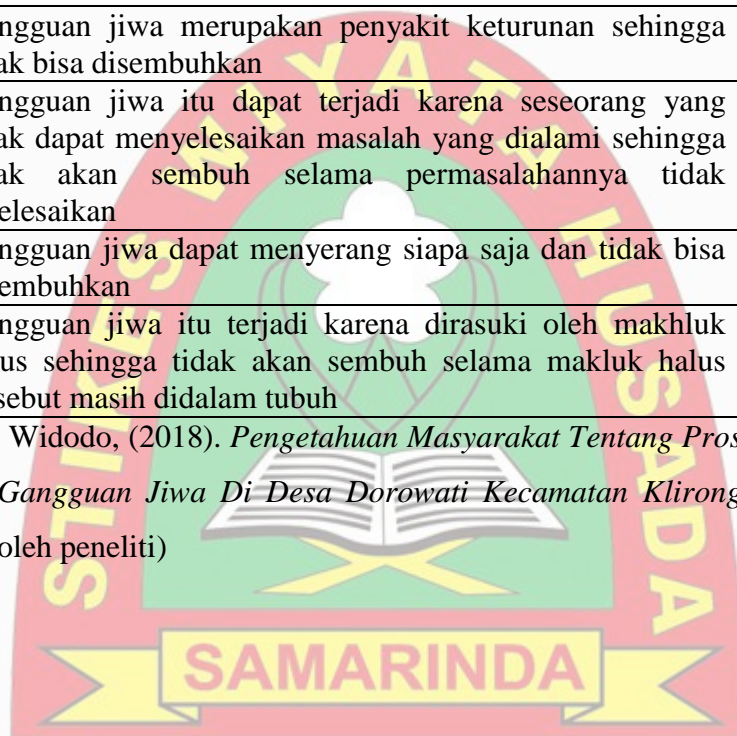 ngguan jiwa merupakan penyakit keturunan sehingga
ak bisa disembuhkan
ngguan jiwa itu dapat terjadi karena seseorang yang
ak dapat menyelesaikan masalah yang dialami sehingga
ak akan sembuh selama permasalahannya tidak
elesaikan
ngguan jiwa dapat menyerang siapa saja dan tidak bisa
embuhkan
ngguan jiwa itu terjadi karena dirasuki oleh makhluk
us sehingga tidak akan sembuh selama makluk halus
sebut masih didalam tubuh
Widodo, (2018). Pengetahuan Masyarakat Tentang Pros
Gangguan Jiwa Di Desa Dorowati Kecamatan Klirong
oleh peneliti)
STIKES WIYATA HUSADA
SAMARINDA